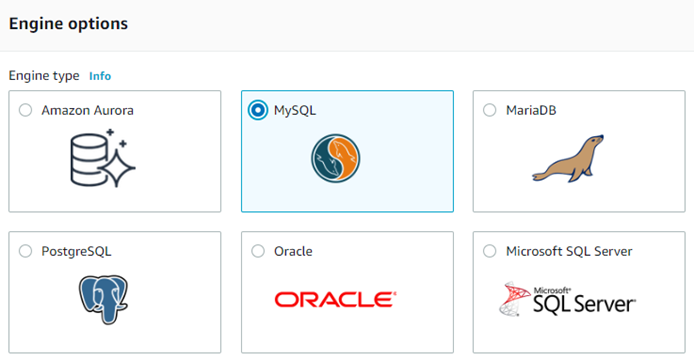 Engine options
Engine type Info
Amazon Aurora
MySQL
MariaDB
PostgreSQL
Oracle
ORACLE
Microsoft SQL Server
Microsoft
SQL Server